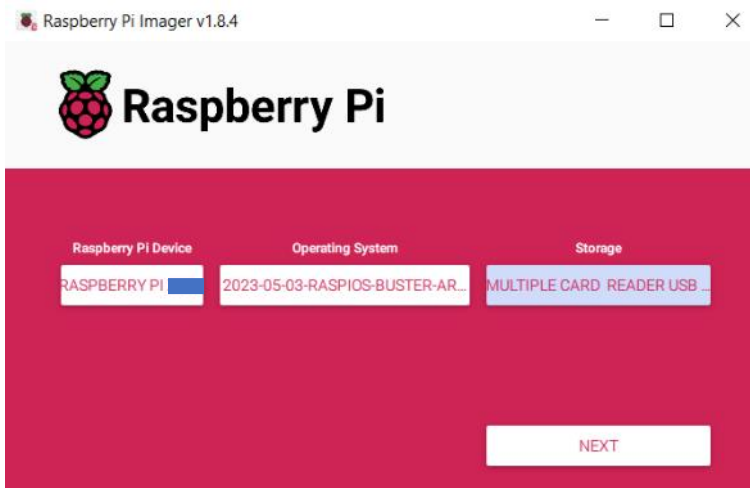 Raspberry Pi Imager v1.8.4
Raspberry Pi
Raspberry Pi Device
Operating System
Storage
RASPBERRY PI
2023-05-03-RASPIOS-BUSTER-AR...
MULTIPLE CARD READER USB ...
NEXT